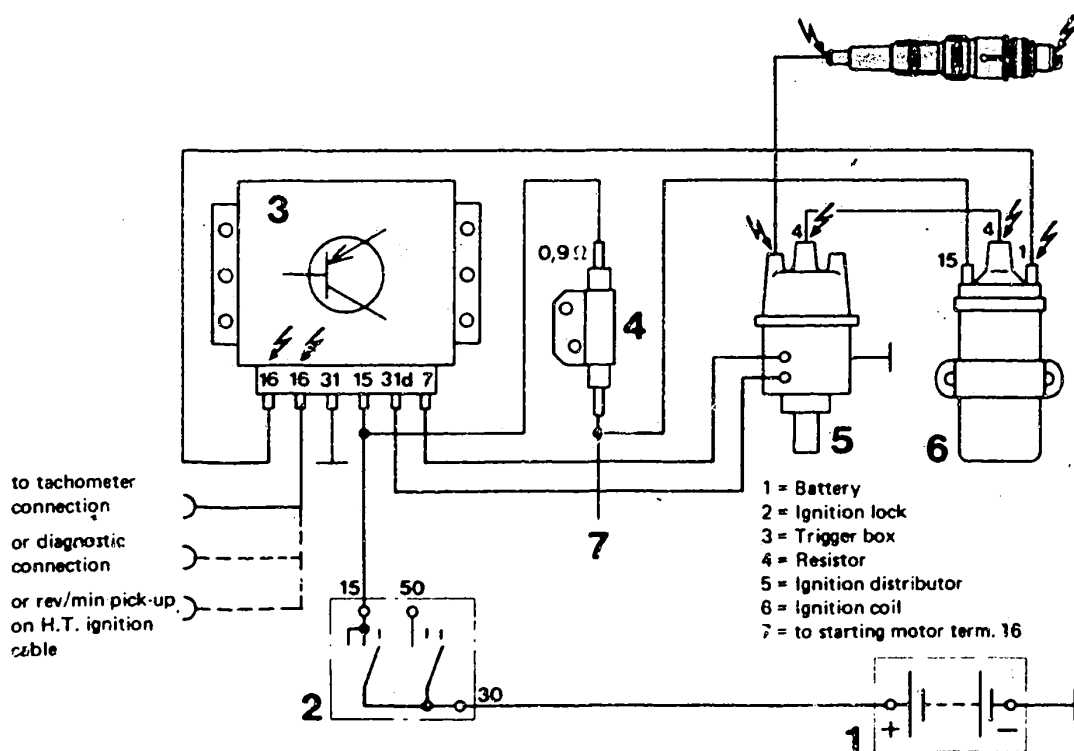 3
4
4
1
15
0,9 Ω
4
16 16 31 15 31d 7
5
6
to tachometer
connection
or diagnostic
connection
or rev/min pick-up
on H.T. ignition
cable
7
1 = Battery
2 = Ignition lock
3 = Trigger box
4 = Resistor
5 = Ignition distributor
6 = Ignition coil
7 = to starting motor term. 16
15 50
30
2
1
+ −